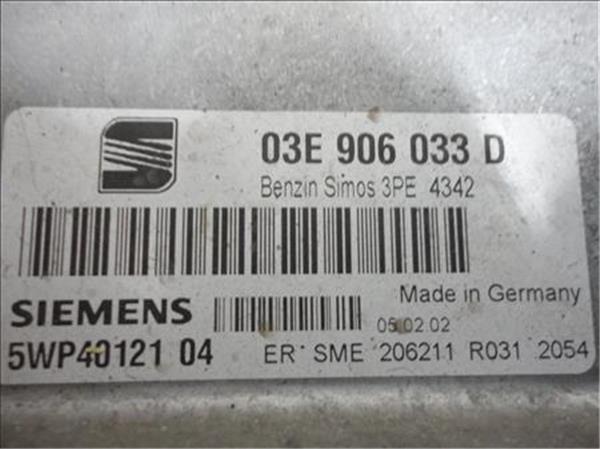 03E 906 033 D
Benzin Simos 3PE 4342
SIEMENS
Made in Germany
05.02.02
5WP40121 04
ER SME 206211 R031 2054